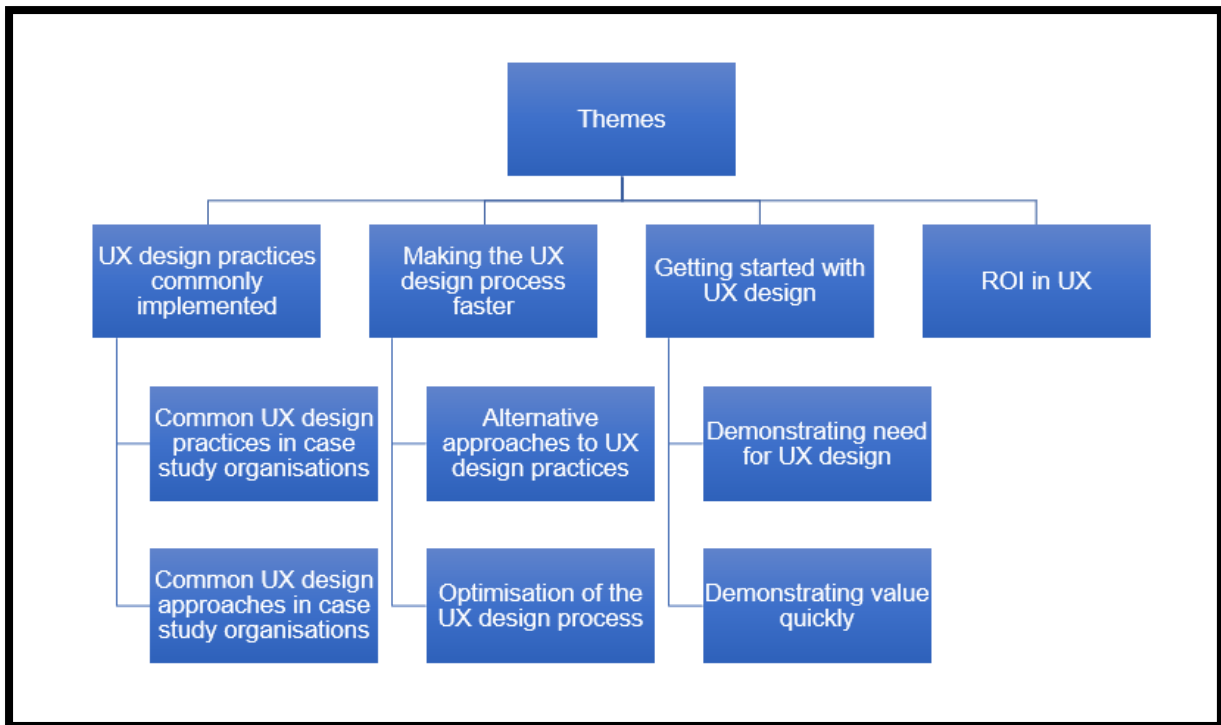 Themes
UX design practices
commonly
implemented
Making the UX
design process
faster
Getting started with
UX design
ROI in UX
Common UX design
practices in case
study organisations
Alternative
approaches to UX
design practices
Demonstrating need
for UX design
Common UX design
approaches in case
study organisations
Optimisation of the
UX design process
Demonstrating value
quickly